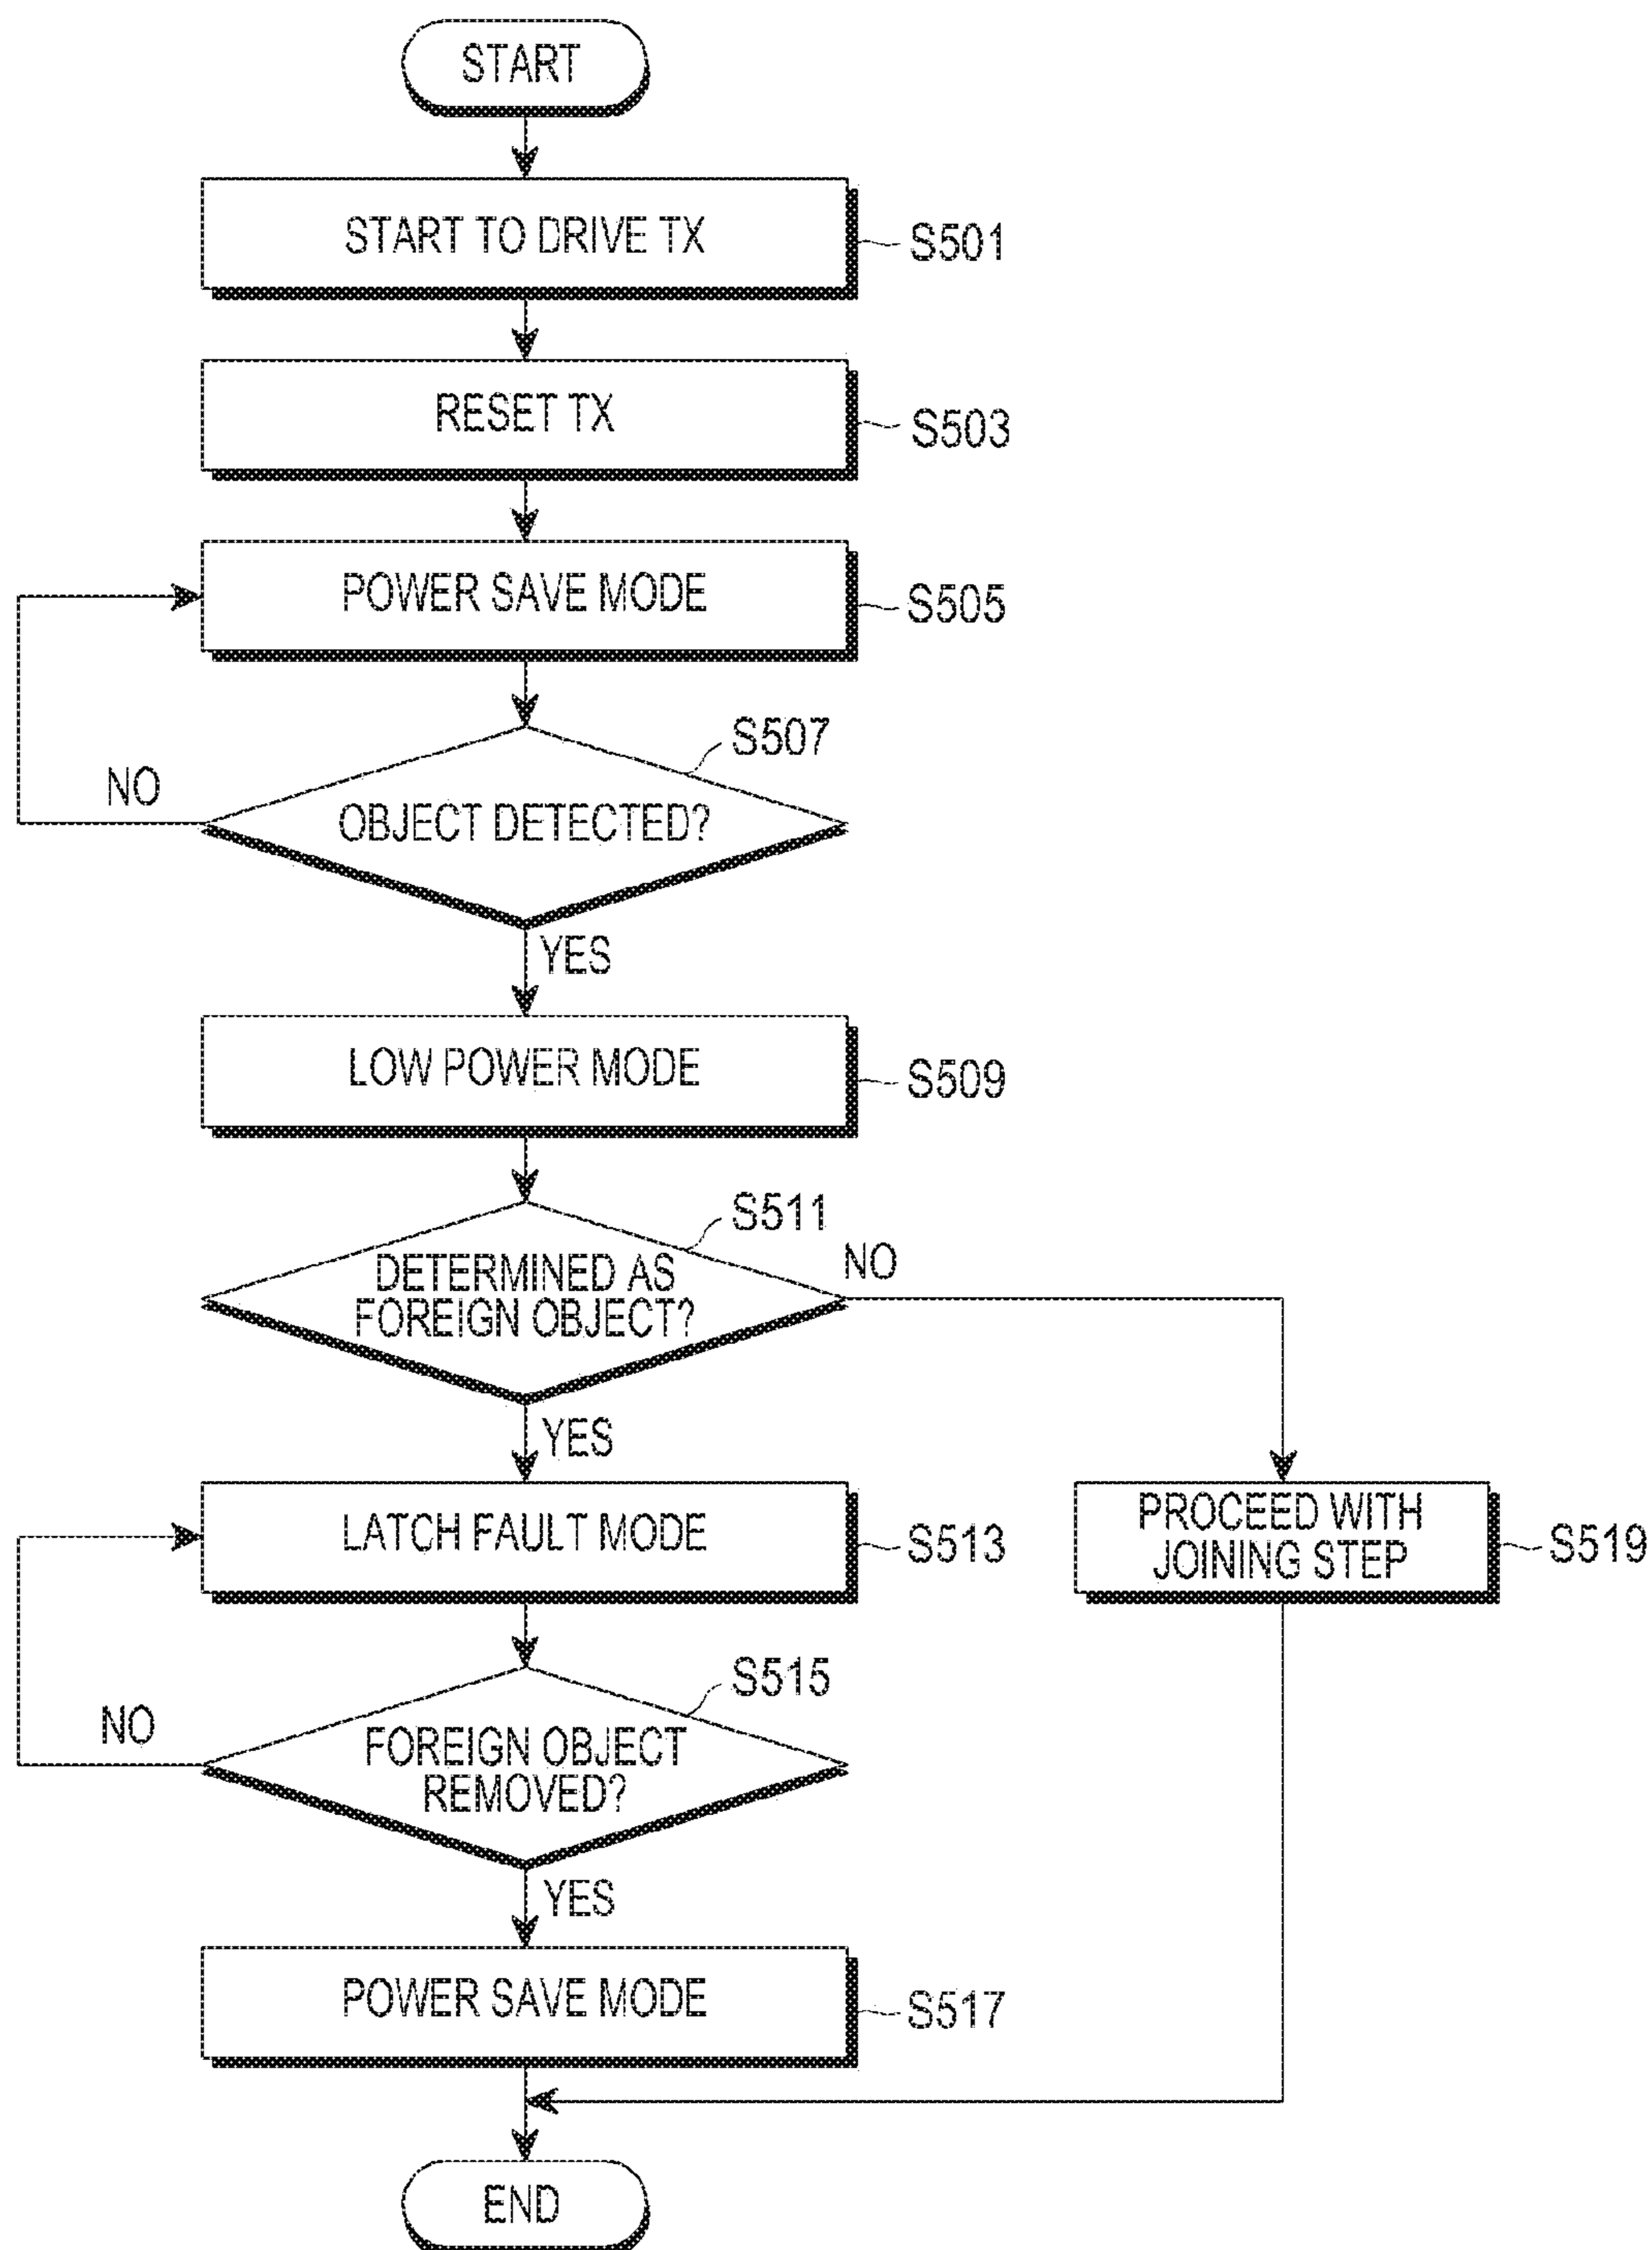 START
START TO DRIVE TX
S501
RESET TX
S503
POWER SAVE MODE
S505
S507
NO
OBJECT DETECTED?
YES
LOW POWER MODE
S509
S511
NO
DETERMINED AS
FOREIGN OBJECT?
YES
LATCH FAULT MODE
S513
PROCEED WITH
JOINING STEP
S519
S515
NO
FOREIGN OBJECT
REMOVED?
YES
POWER SAVE MODE
S517
END